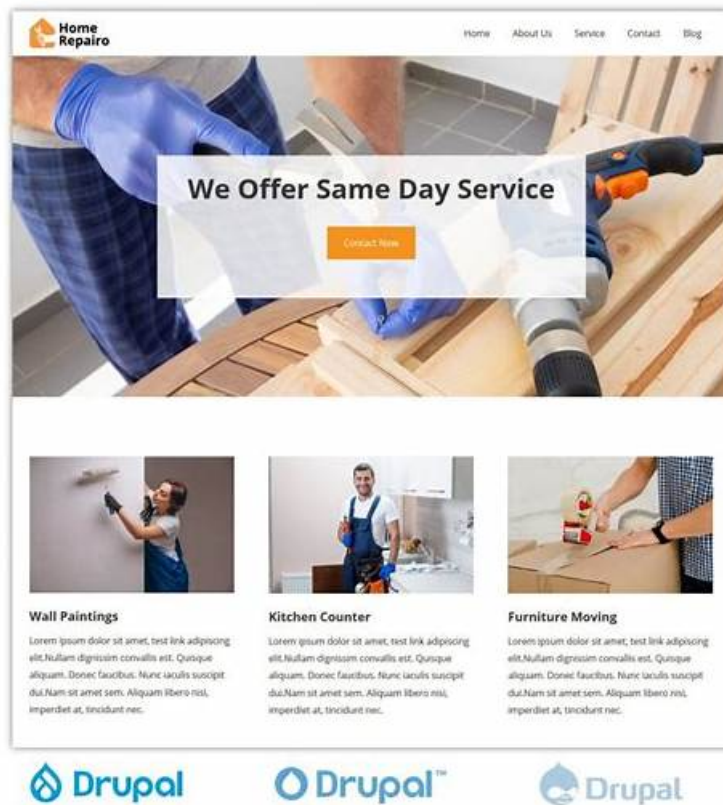 Home
Repairo
Home About Us Service Contact Blog
We Offer Same Day Service
Contact Now
Wall Paintings
Lorem ipsum dolor sit amet, test link adipiscing
elit.Nullam dignissim convallis est. Quisque
aliquam. Donec faucibus. Nunc iaculis suscipit
dui.Nam sit amet sem. Aliquam libero nisi,
imperdiet at, tincidunt nec.
Kitchen Counter
Lorem ipsum dolor sit amet, test link adipiscing
elit.Nullam dignissim convallis est. Quisque
aliquam. Donec faucibus. Nunc iaculis suscipit
dui.Nam sit amet sem. Aliquam libero nisi,
imperdiet at, tincidunt nec.
Furniture Moving
Lorem ipsum dolor sit amet, test link adipiscing
elit.Nullam dignissim convallis est. Quisque
aliquam. Donec faucibus. Nunc iaculis suscipit
dui.Nam sit amet sem. Aliquam libero nisi,
imperdiet at, tincidunt nec.
Drupal Drupal™ Drupal